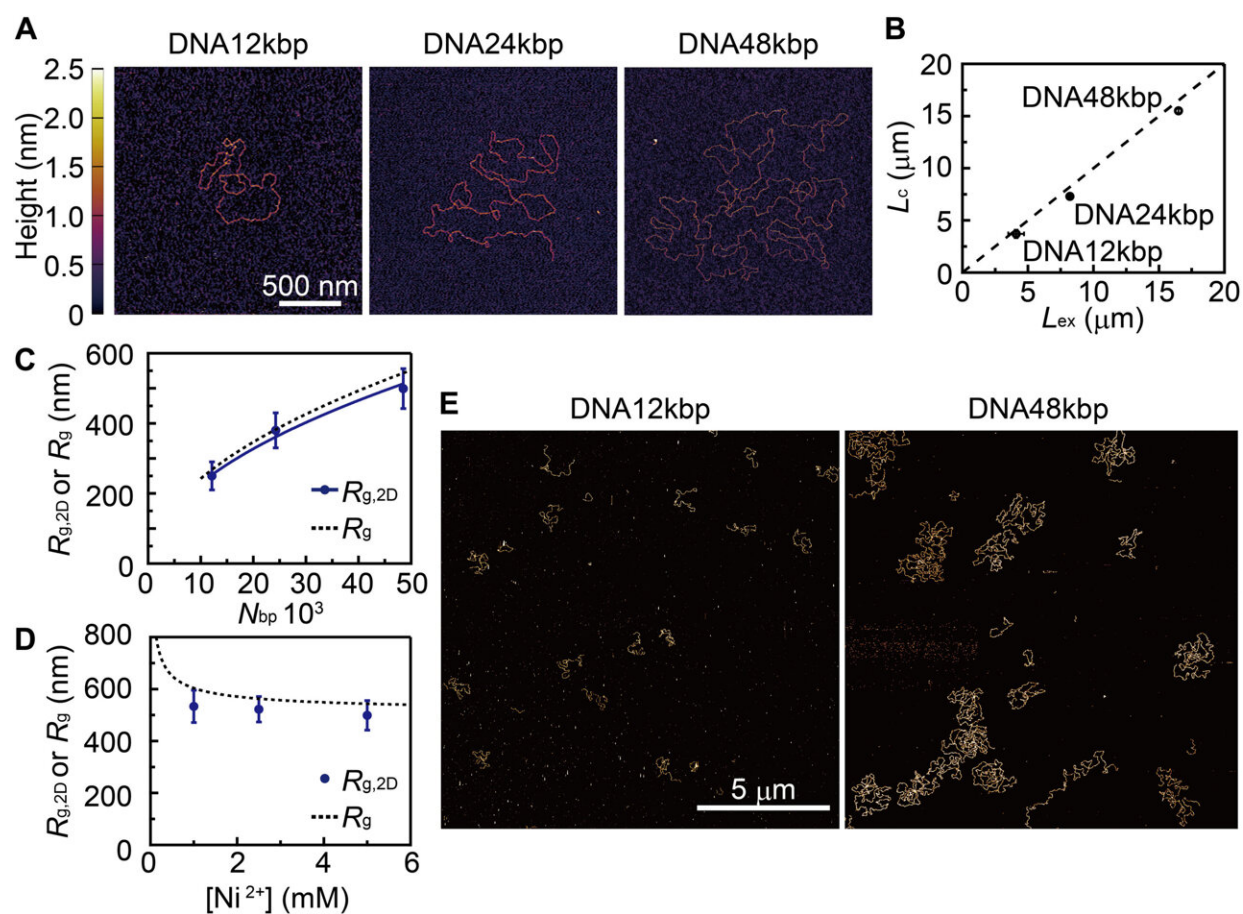 A
DNA12kbp
DNA24kbp
DNA48kbp
Height (nm)
2.5
2.0
1.5
1.0
0.5
0
500 nm
B
20
15
10
5
0
Lc (μm)
DNA48kbp
DNA24kbp
DNA12kbp
0
5
10
15
20
Lex (μm)
C
600
400
200
0
Rg,2D or Rg (nm)
Rg,2D
Rg
0
10
20
30
40
50
Nbp 10³
D
800
600
400
200
0
Rg,2D or Rg (nm)
Rg,2D
Rg
0
2
4
6
[Ni²⁺] (mM)
E
DNA12kbp
DNA48kbp
5 μm